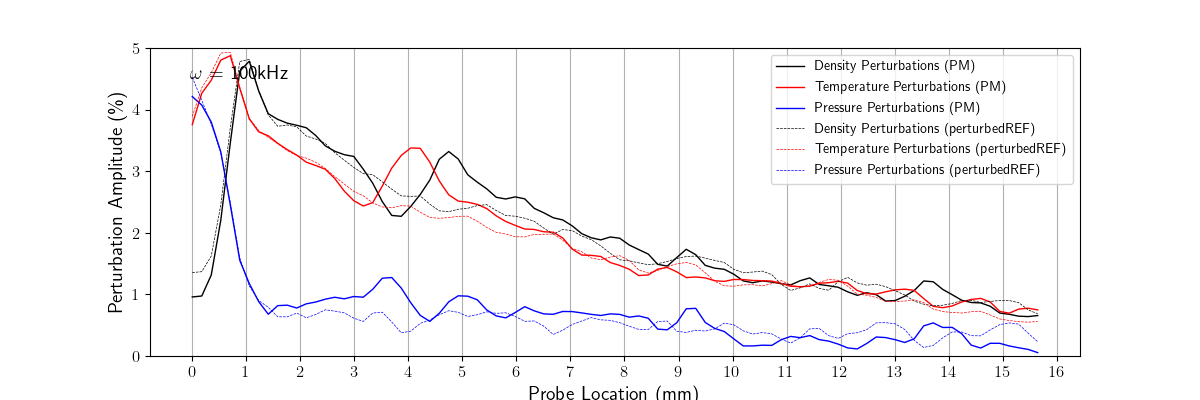 ω = 100kHz
Density Perturbations (PM)
Temperature Perturbations (PM)
Pressure Perturbations (PM)
Density Perturbations (perturbedREF)
Temperature Perturbations (perturbedREF)
Pressure Perturbations (perturbedREF)
Perturbation Amplitude (%)
5
4
3
2
1
0
0 1 2 3 4 5 6 7 8 9 10 11 12 13 14 15 16
Probe Location (mm)